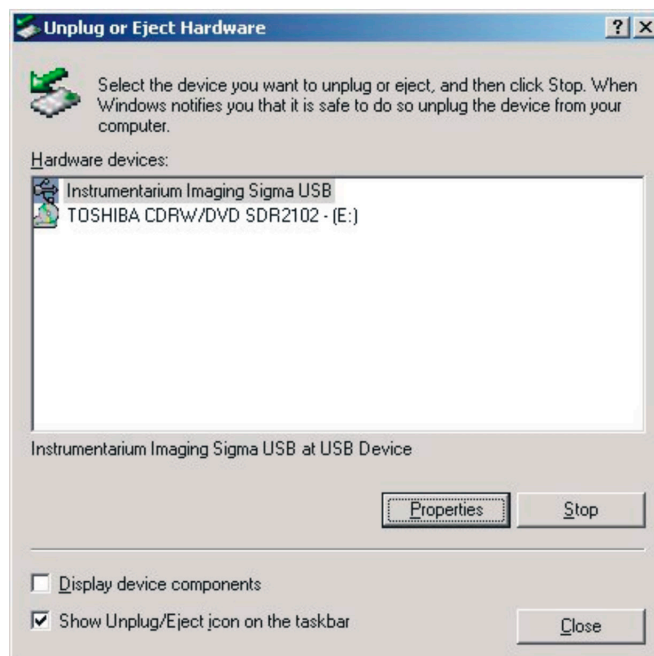 Unplug or Eject Hardware
Select the device you want to unplug or eject, and then click Stop. When
Windows notifies you that it is safe to do so unplug the device from your
computer.
Hardware devices:
Instrumentarium Imaging Sigma USB
TOSHIBA CDRW/DVD SDR2102 - (E:)
Instrumentarium Imaging Sigma USB at USB Device
Properties
Stop
Display device components
Show Unplug/Eject icon on the taskbar
Close